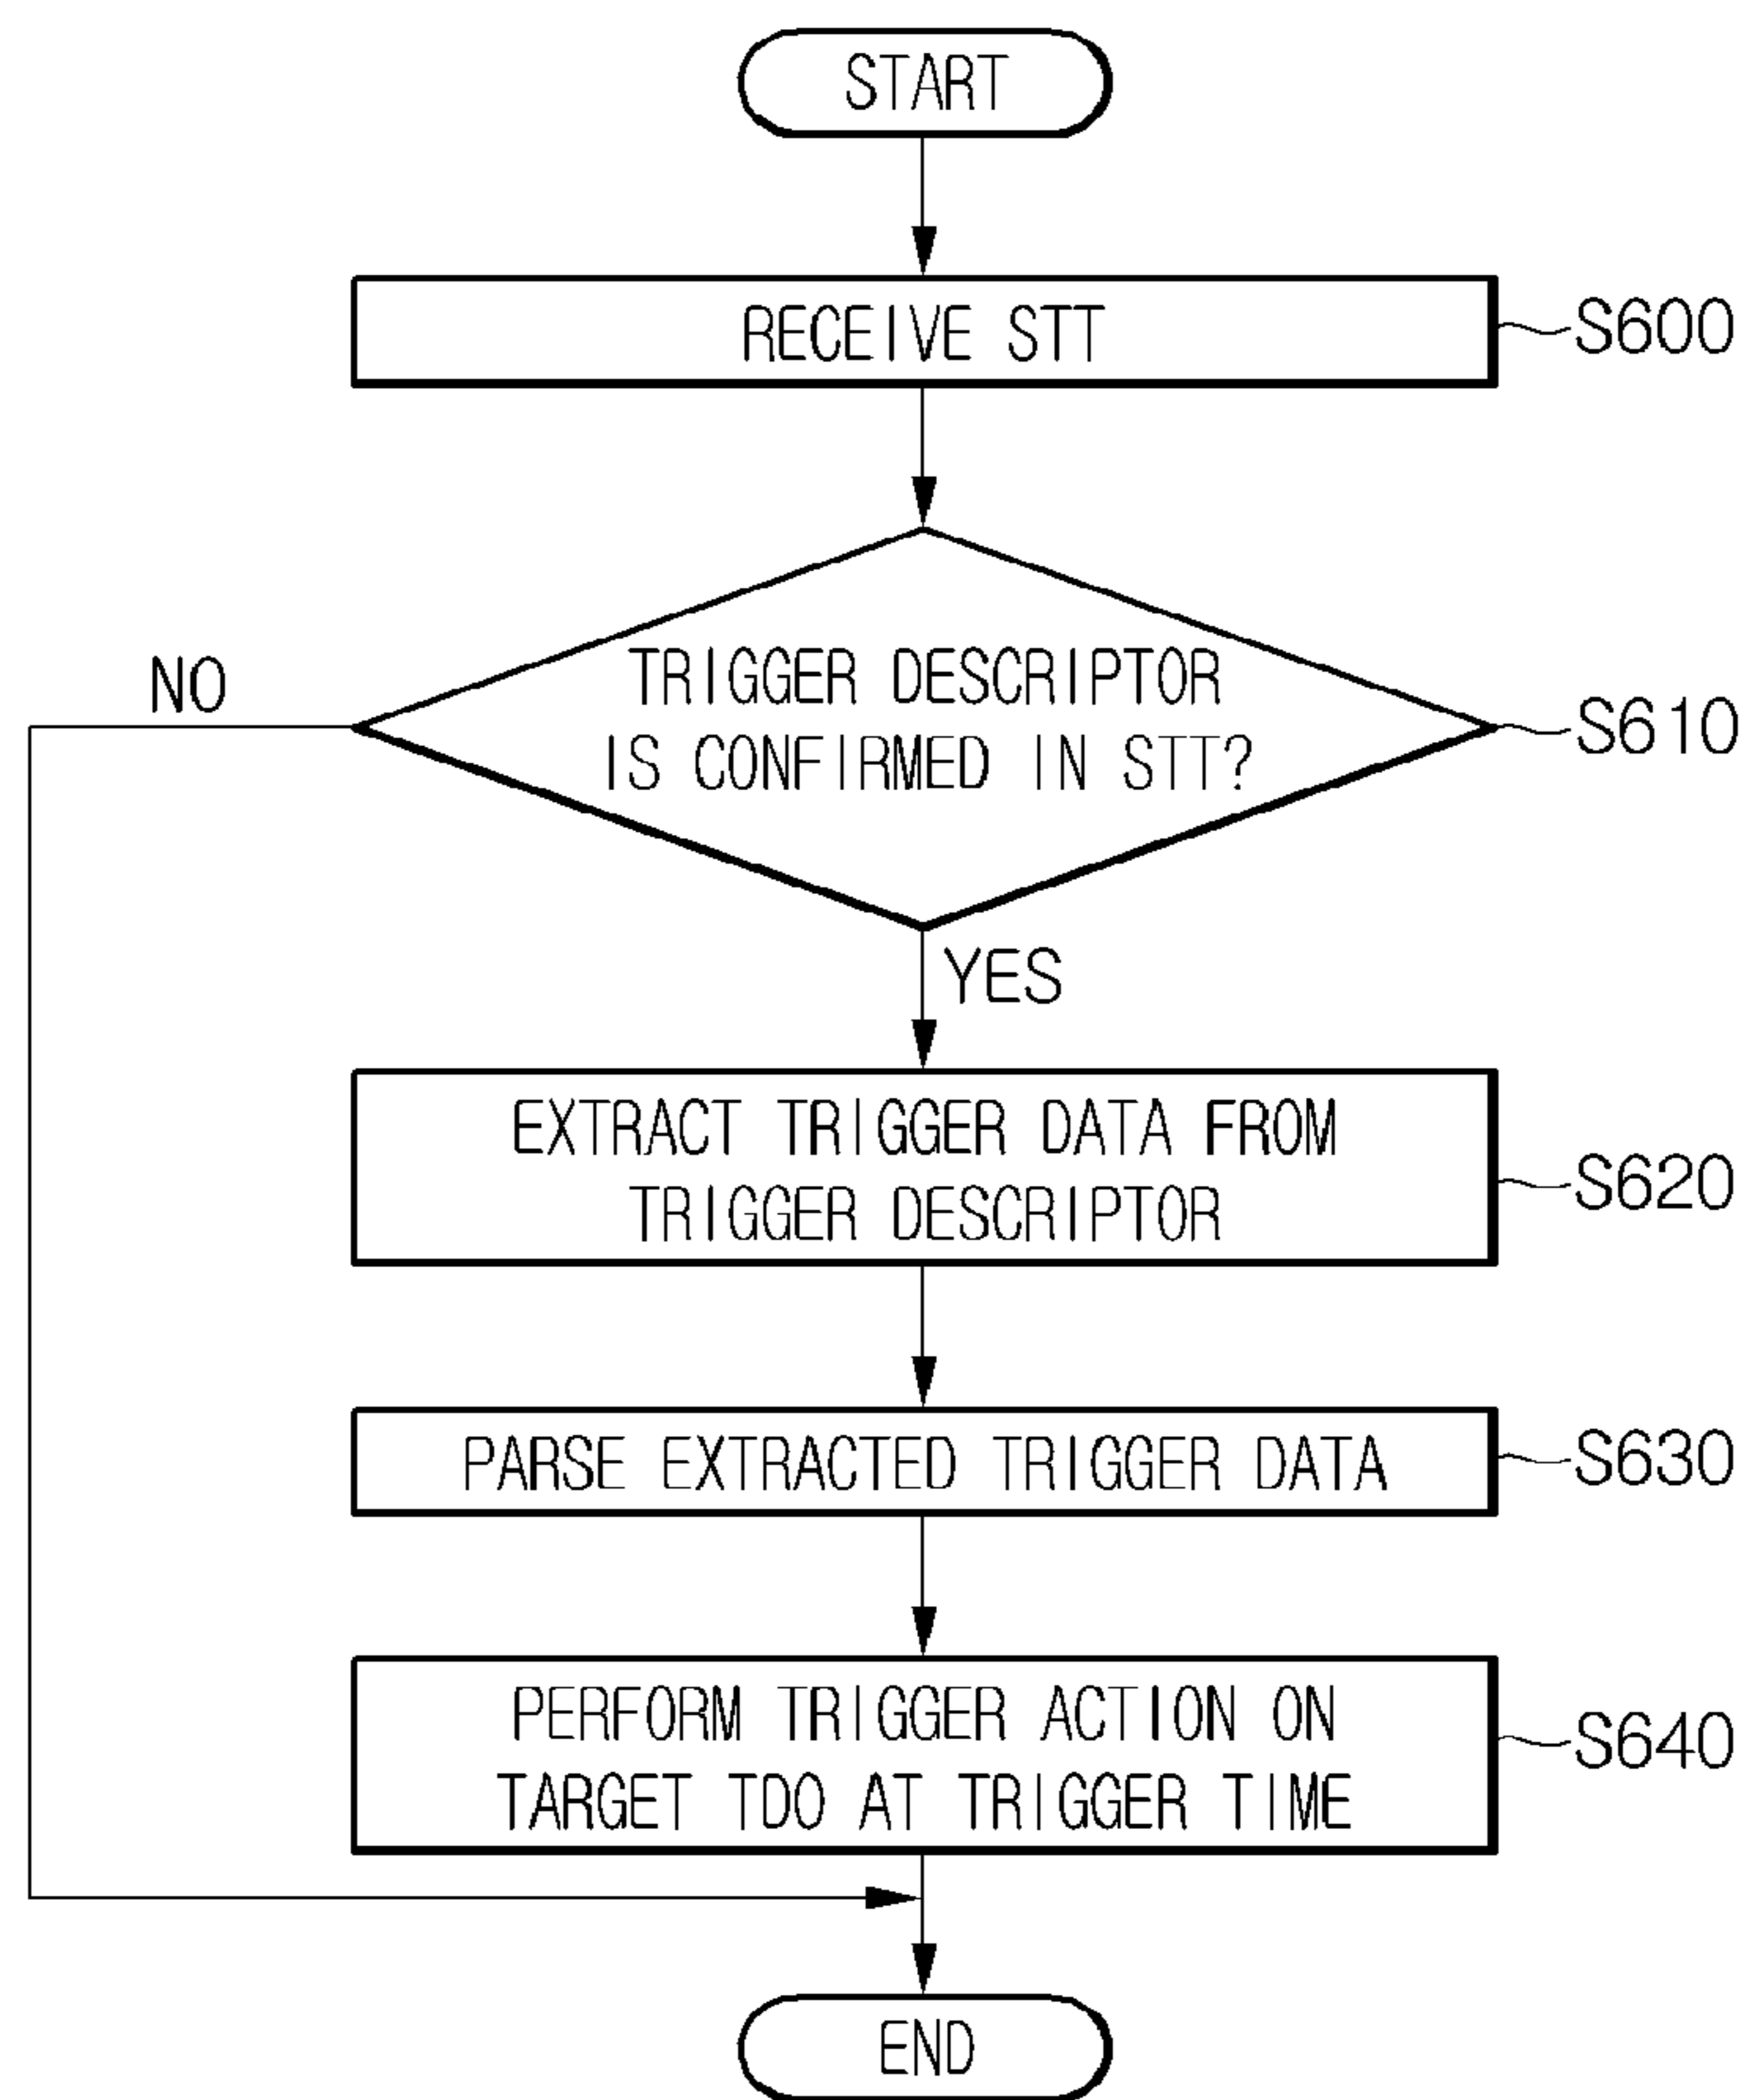 START
RECEIVE STT
S600
NO
TRIGGER DESCRIPTOR
IS CONFIRMED IN STT?
S610
YES
EXTRACT TRIGGER DATA FROM
TRIGGER DESCRIPTOR
S620
PARSE EXTRACTED TRIGGER DATA
S630
PERFORM TRIGGER ACTION ON
TARGET TDO AT TRIGGER TIME
S640
END